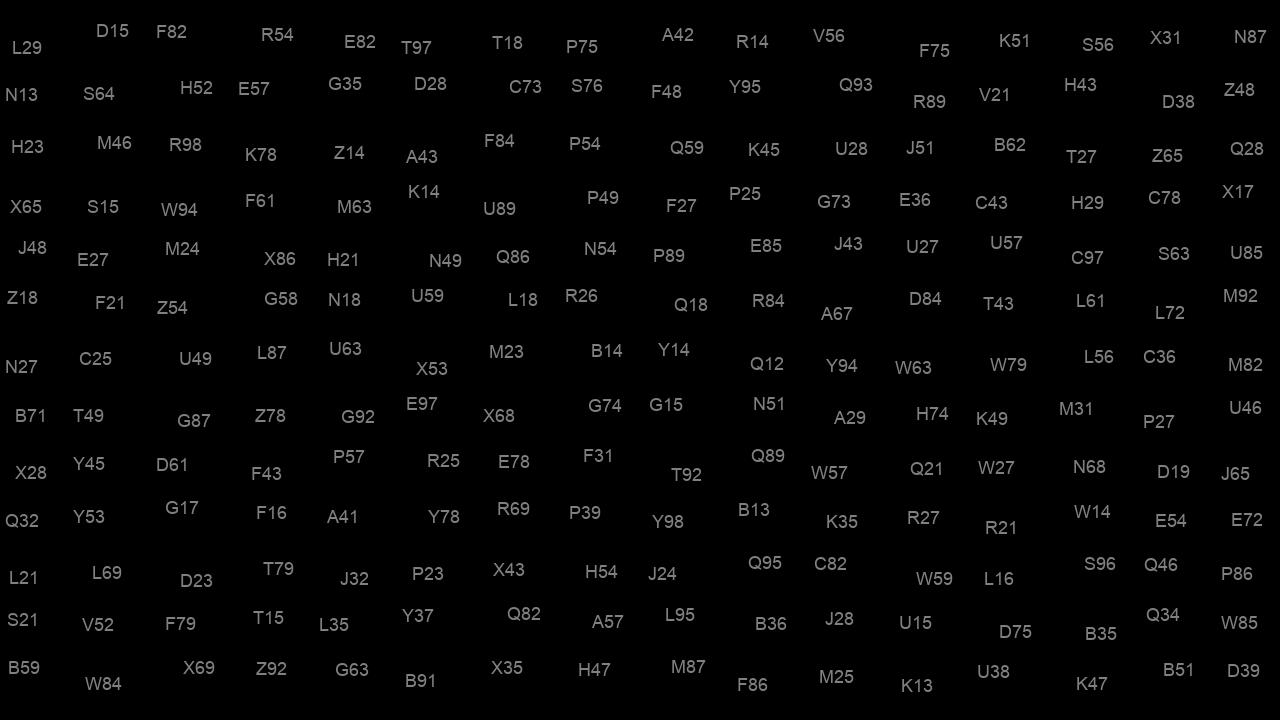 L29 D15 F82 R54 E82 T97 T18 P75 A42 R14 V56 F75 K51 S56 X31 N87
N13 S64 H52 E57 G35 D28 C73 S76 F48 Y95 Q93 R89 V21 H43 D38 Z48
H23 M46 R98 K78 Z14 A43 F84 P54 Q59 K45 U28 J51 B62 T27 Z65 Q28
X65 S15 W94 F61 M63 K14 U89 P49 F27 P25 G73 E36 C43 H29 C78 X17
J48 E27 M24 X86 H21 N49 Q86 N54 P89 E85 J43 U27 U57 C97 S63 U85
Z18 F21 Z54 G58 N18 U59 L18 R26 Q18 R84 A67 D84 T43 L61 L72 M92
N27 C25 U49 L87 U63 X53 M23 B14 Y14 Q12 Y94 W63 W79 L56 C36 M82
B71 T49 G87 Z78 G92 E97 X68 G74 G15 N51 A29 H74 K49 M31 P27 U46
X28 Y45 D61 F43 P57 R25 E78 F31 T92 Q89 W57 Q21 W27 N68 D19 J65
Q32 Y53 G17 F16 A41 Y78 R69 P39 Y98 B13 K35 R27 R21 W14 E54 E72
L21 L69 D23 T79 J32 P23 X43 H54 J24 Q95 C82 W59 L16 S96 Q46 P86
S21 V52 F79 T15 L35 Y37 Q82 A57 L95 B36 J28 U15 D75 B35 Q34 W85
B59 W84 X69 Z92 G63 B91 X35 H47 M87 F86 M25 K13 U38 K47 B51 D39